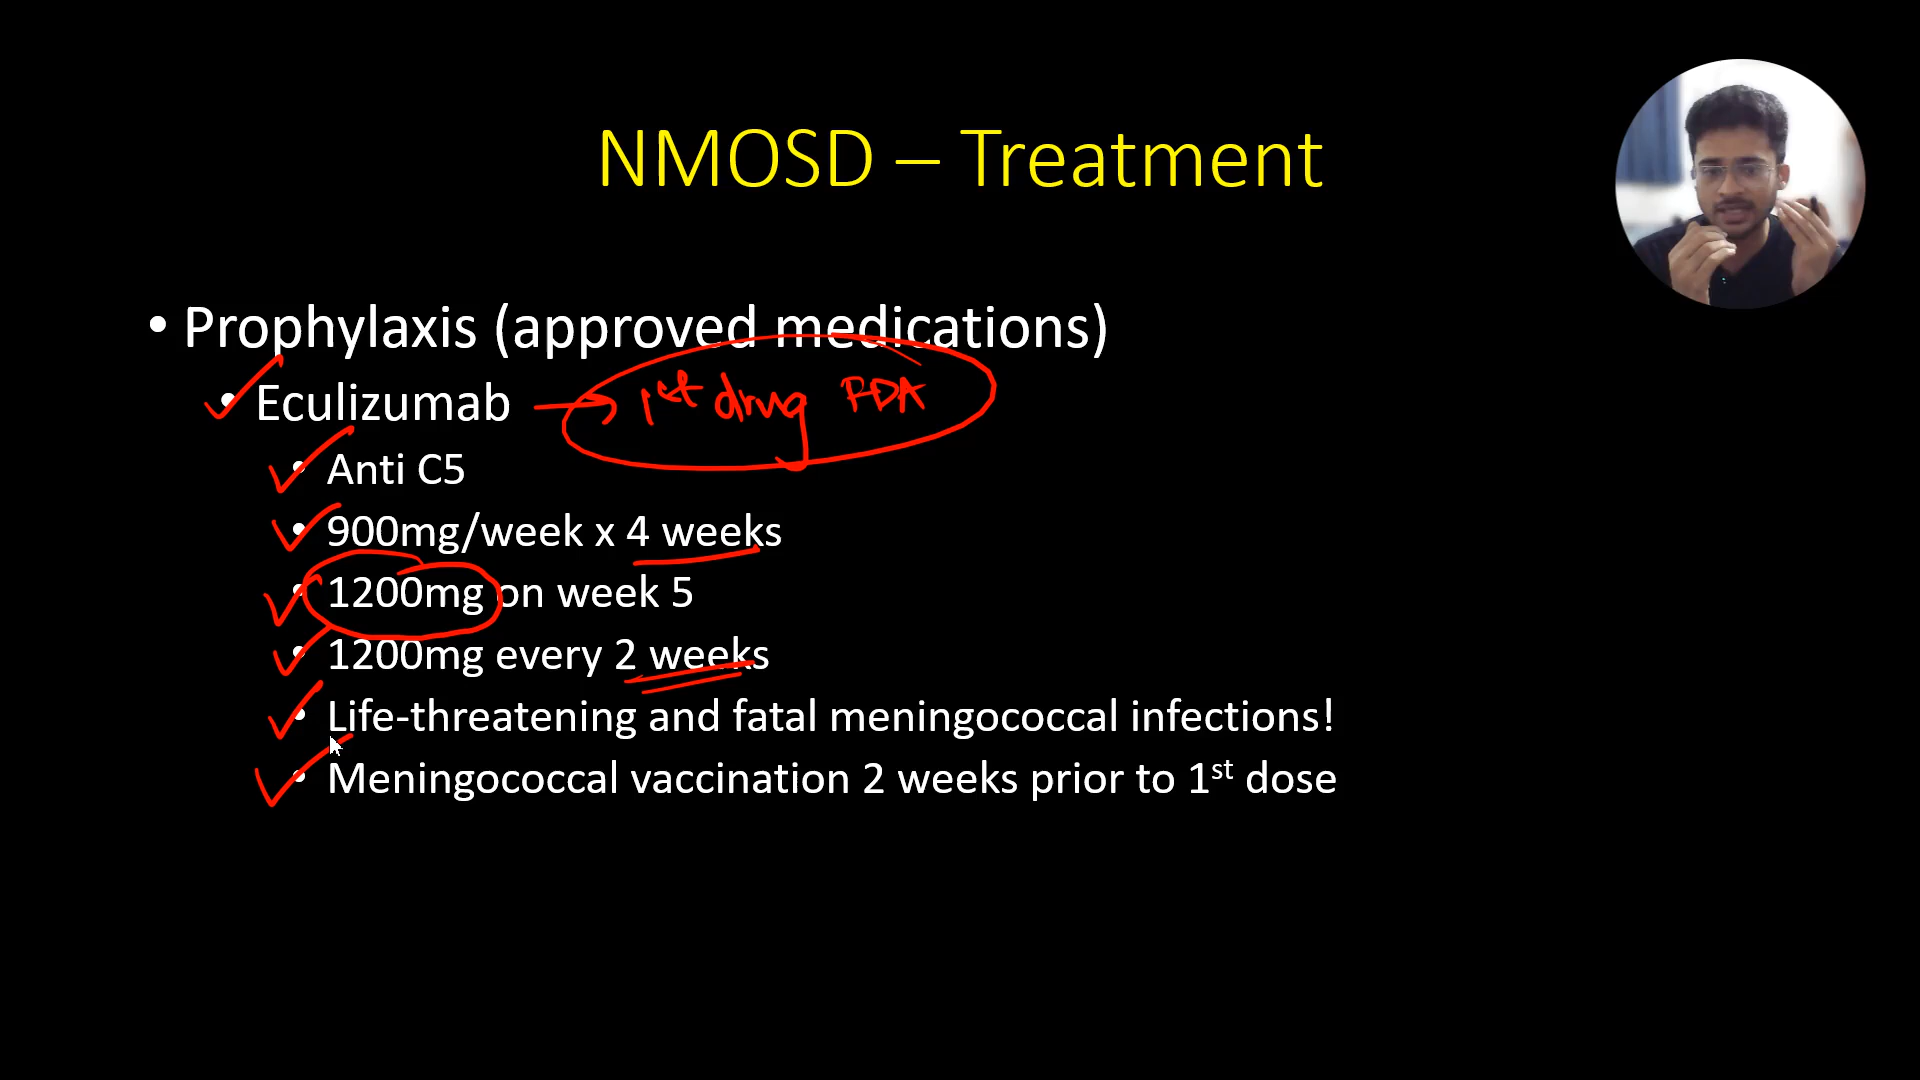 NMOSD – Treatment
• Prophylaxis (approved medications)
• Eculizumab → 1st drug FDA
• Anti C5
• 900mg/week x 4 weeks
• 1200mg on week 5
• 1200mg every 2 weeks
• Life-threatening and fatal meningococcal infections!
• Meningococcal vaccination 2 weeks prior to 1st dose